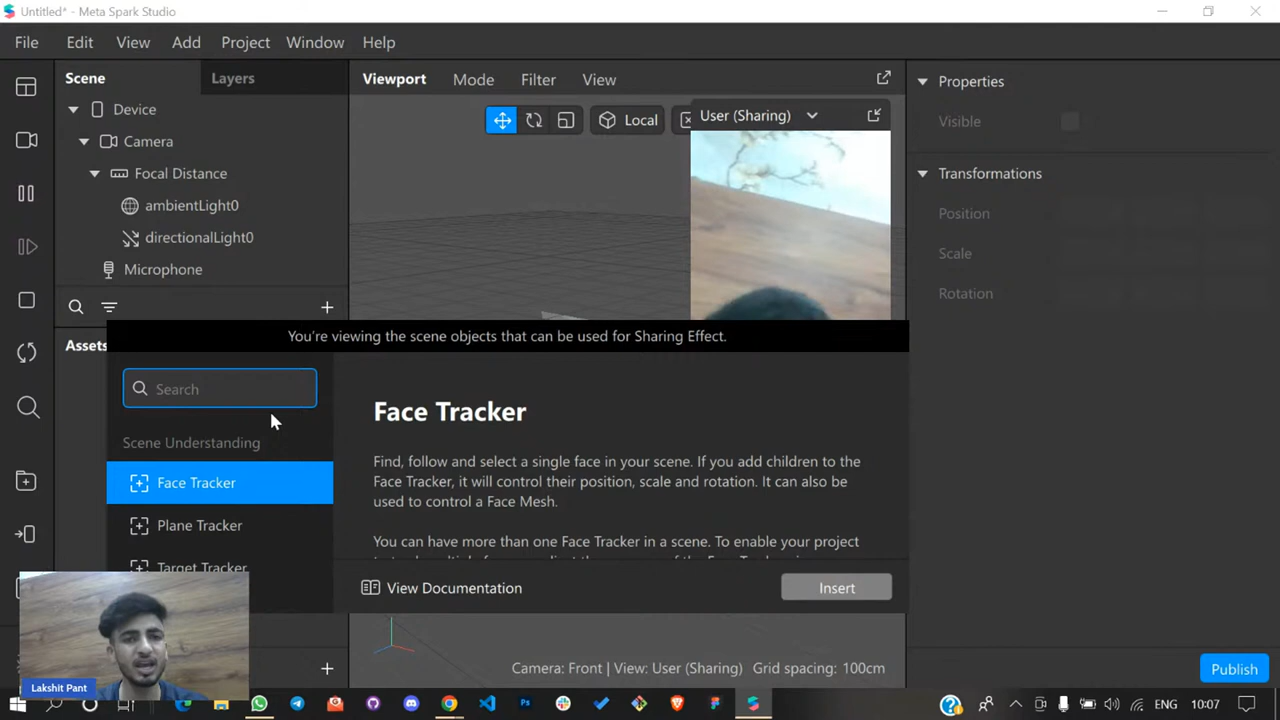 Untitled* - Meta Spark Studio
File Edit View Add Project Window Help
Scene Layers
Viewport Mode Filter View
Properties
Device
Local
User (Sharing)
Visible
Camera
Focal Distance
Transformations
ambientLight0
Position
directionalLight0
Scale
Microphone
Rotation
Assets
You're viewing the scene objects that can be used for Sharing Effect.
Search
Scene Understanding
Face Tracker
Plane Tracker
Target Tracker
Face Tracker
Find, follow and select a single face in your scene. If you add children to the
Face Tracker, it will control their position, scale and rotation. It can also be
used to control a Face Mesh.
You can have more than one Face Tracker in a scene. To enable your project
View Documentation
Insert
Camera: Front | View: User (Sharing) Grid spacing: 100cm
Publish
Lakshit Pant
Ps
ENG
10:07